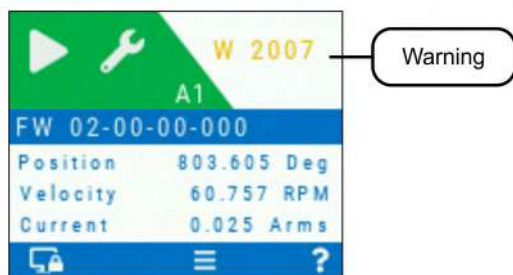 W 2007
Warning
A1
FW 02-00-00-000
Position 803.605 Deg
Velocity 60.757 RPM
Current 0.025 Arms
?